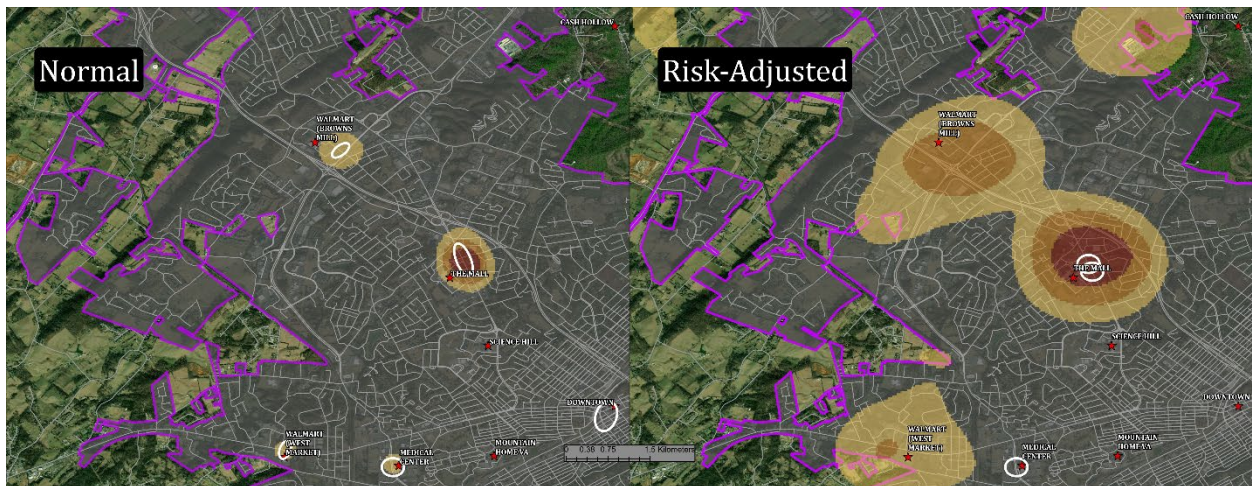 Normal
CASH HOLLOW
WALMART
(BROWNS
MILL)
THE MALL
SCIENCE HILL
DOWNTOWN
WALMART
(WEST
MARKET)
MEDICAL
CENTER
MOUNTAIN
HOME VA
0 0.38 0.75 1.5 Kilometers
Risk-Adjusted
CASH HOLLOW
WALMART
(BROWNS
MILL)
THE MALL
SCIENCE HILL
DOWNTOWN
WALMART
(WEST
MARKET)
MEDICAL
CENTER
MOUNTAIN
HOME VA